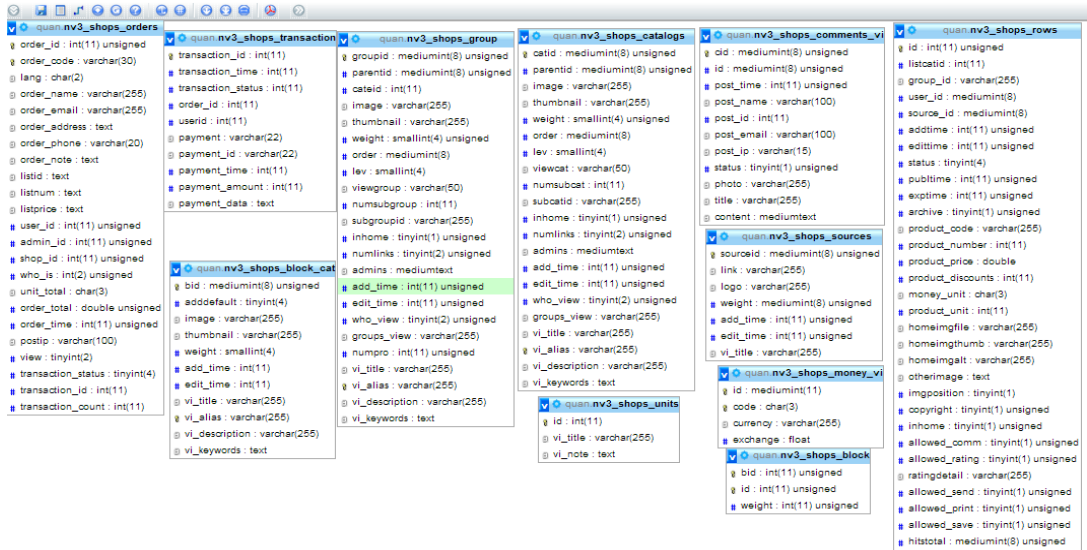 quan.nv3_shops_orders
order_id : int(11) unsigned
order_code : varchar(30)
lang : char(2)
order_name : varchar(255)
order_email : varchar(255)
order_address : text
order_phone : varchar(20)
order_note : text
listid : text
listnum : text
listprice : text
user_id : int(11) unsigned
admin_id : int(11) unsigned
shop_id : int(11) unsigned
who_is : int(2) unsigned
unit_total : char(3)
order_total : double unsigned
order_time : int(11) unsigned
postip : varchar(100)
view : tinyint(2)
transaction_status : tinyint(4)
transaction_id : int(11)
transaction_count : int(11)
quan.nv3_shops_transaction
transaction_id : int(11)
transaction_time : int(11)
transaction_status : int(11)
order_id : int(11)
userid : int(11)
payment : varchar(22)
payment_id : varchar(22)
payment_time : int(11)
payment_amount : int(11)
payment_data : text
quan.nv3_shops_block_cat
bid : mediumint(8) unsigned
adddefault : tinyint(4)
image : varchar(255)
thumbnail : varchar(255)
weight : smallint(4)
add_time : int(11)
edit_time : int(11)
vi_title : varchar(255)
vi_alias : varchar(255)
vi_description : varchar(255)
vi_keywords : text
quan.nv3_shops_group
groupid : mediumint(8) unsigned
parentid : mediumint(8) unsigned
cateid : int(11)
image : varchar(255)
thumbnail : varchar(255)
weight : smallint(4) unsigned
order : mediumint(8)
lev : smallint(4)
viewgroup : varchar(50)
numsubgroup : int(11)
subgroupid : varchar(255)
inhome : tinyint(1) unsigned
numlinks : tinyint(2) unsigned
admins : mediumtext
add_time : int(11) unsigned
edit_time : int(11) unsigned
who_view : tinyint(2) unsigned
groups_view : varchar(255)
numpro : int(11) unsigned
vi_title : varchar(255)
vi_alias : varchar(255)
vi_description : varchar(255)
vi_keywords : text
quan.nv3_shops_catalogs
catid : mediumint(8) unsigned
parentid : mediumint(8) unsigned
image : varchar(255)
thumbnail : varchar(255)
weight : smallint(4) unsigned
order : mediumint(8)
lev : smallint(4)
viewcat : varchar(50)
numsubcat : int(11)
subcatid : varchar(255)
inhome : tinyint(1) unsigned
numlinks : tinyint(2) unsigned
admins : mediumtext
add_time : int(11) unsigned
edit_time : int(11) unsigned
who_view : tinyint(2) unsigned
groups_view : varchar(255)
vi_title : varchar(255)
vi_alias : varchar(255)
vi_description : varchar(255)
vi_keywords : text
quan.nv3_shops_units
id : int(11)
vi_title : varchar(255)
vi_note : text
quan.nv3_shops_comments_vi
cid : mediumint(8) unsigned
id : mediumint(8) unsigned
post_time : int(11) unsigned
post_name : varchar(100)
post_id : int(11)
post_email : varchar(100)
post_ip : varchar(15)
status : tinyint(1) unsigned
photo : varchar(255)
title : varchar(255)
content : mediumtext
quan.nv3_shops_sources
sourceid : mediumint(8) unsigned
link : varchar(255)
logo : varchar(255)
weight : mediumint(8) unsigned
add_time : int(11) unsigned
edit_time : int(11) unsigned
vi_title : varchar(255)
quan.nv3_shops_money_vi
id : mediumint(11)
code : char(3)
currency : varchar(255)
exchange : float
quan.nv3_shops_block
bid : int(11) unsigned
id : int(11) unsigned
weight : int(11) unsigned
quan.nv3_shops_rows
id : int(11) unsigned
listcatid : int(11)
group_id : varchar(255)
user_id : mediumint(8)
source_id : mediumint(8)
addtime : int(11) unsigned
edittime : int(11) unsigned
status : tinyint(4)
publtime : int(11) unsigned
exptime : int(11) unsigned
archive : tinyint(1) unsigned
product_code : varchar(255)
product_number : int(11)
product_price : double
product_discounts : int(11)
money_unit : char(3)
product_unit : int(11)
homeimgfile : varchar(255)
homeimgthumb : varchar(255)
homeimgalt : varchar(255)
otherimage : text
imgposition : tinyint(1)
copyright : tinyint(1) unsigned
inhome : tinyint(1) unsigned
allowed_comm : tinyint(1) unsigned
allowed_rating : tinyint(1) unsigned
ratingdetail : varchar(255)
allowed_send : tinyint(1) unsigned
allowed_print : tinyint(1) unsigned
allowed_save : tinyint(1) unsigned
hitstotal : mediumint(8) unsigned